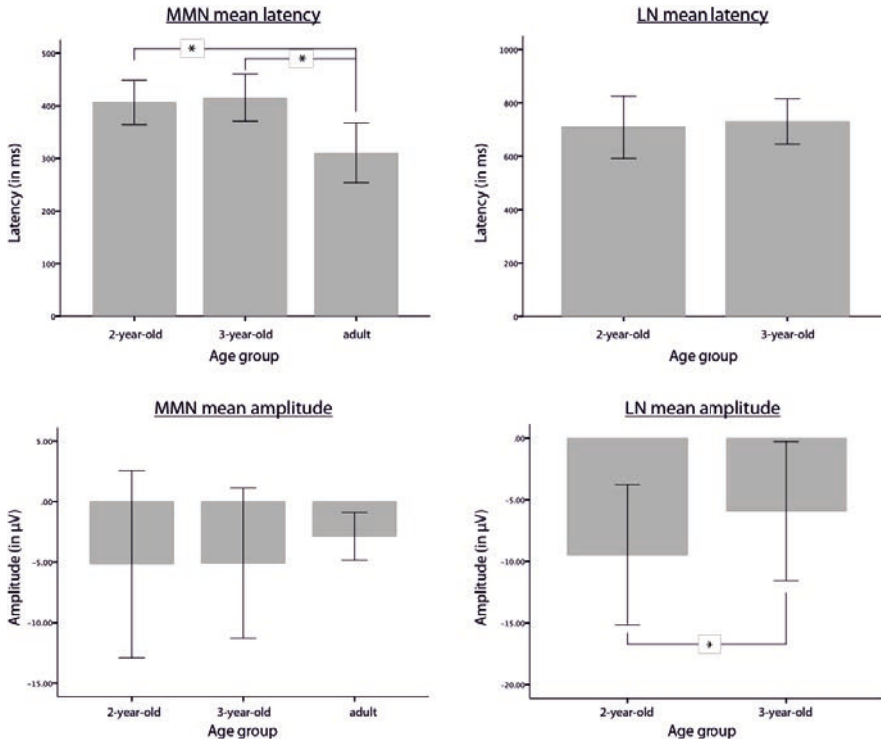 MMN mean latency
500
400
300
200
100
0
Latency (in ms)
*
*
2-year-old 3-year-old adult
Age group
LN mean latency
1000
800
600
400
200
0
Latency (in ms)
2-year-old 3-year-old
Age group
MMN mean amplitude
5.00
.00
-5.00
-10.00
-15.00
Amplitude (in µV)
2-year-old 3-year-old adult
Age group
LN mean amplitude
.00
-5.00
-10.00
-15.00
-20.00
Amplitude (in µV)
*
2-year-old 3-year-old
Age group